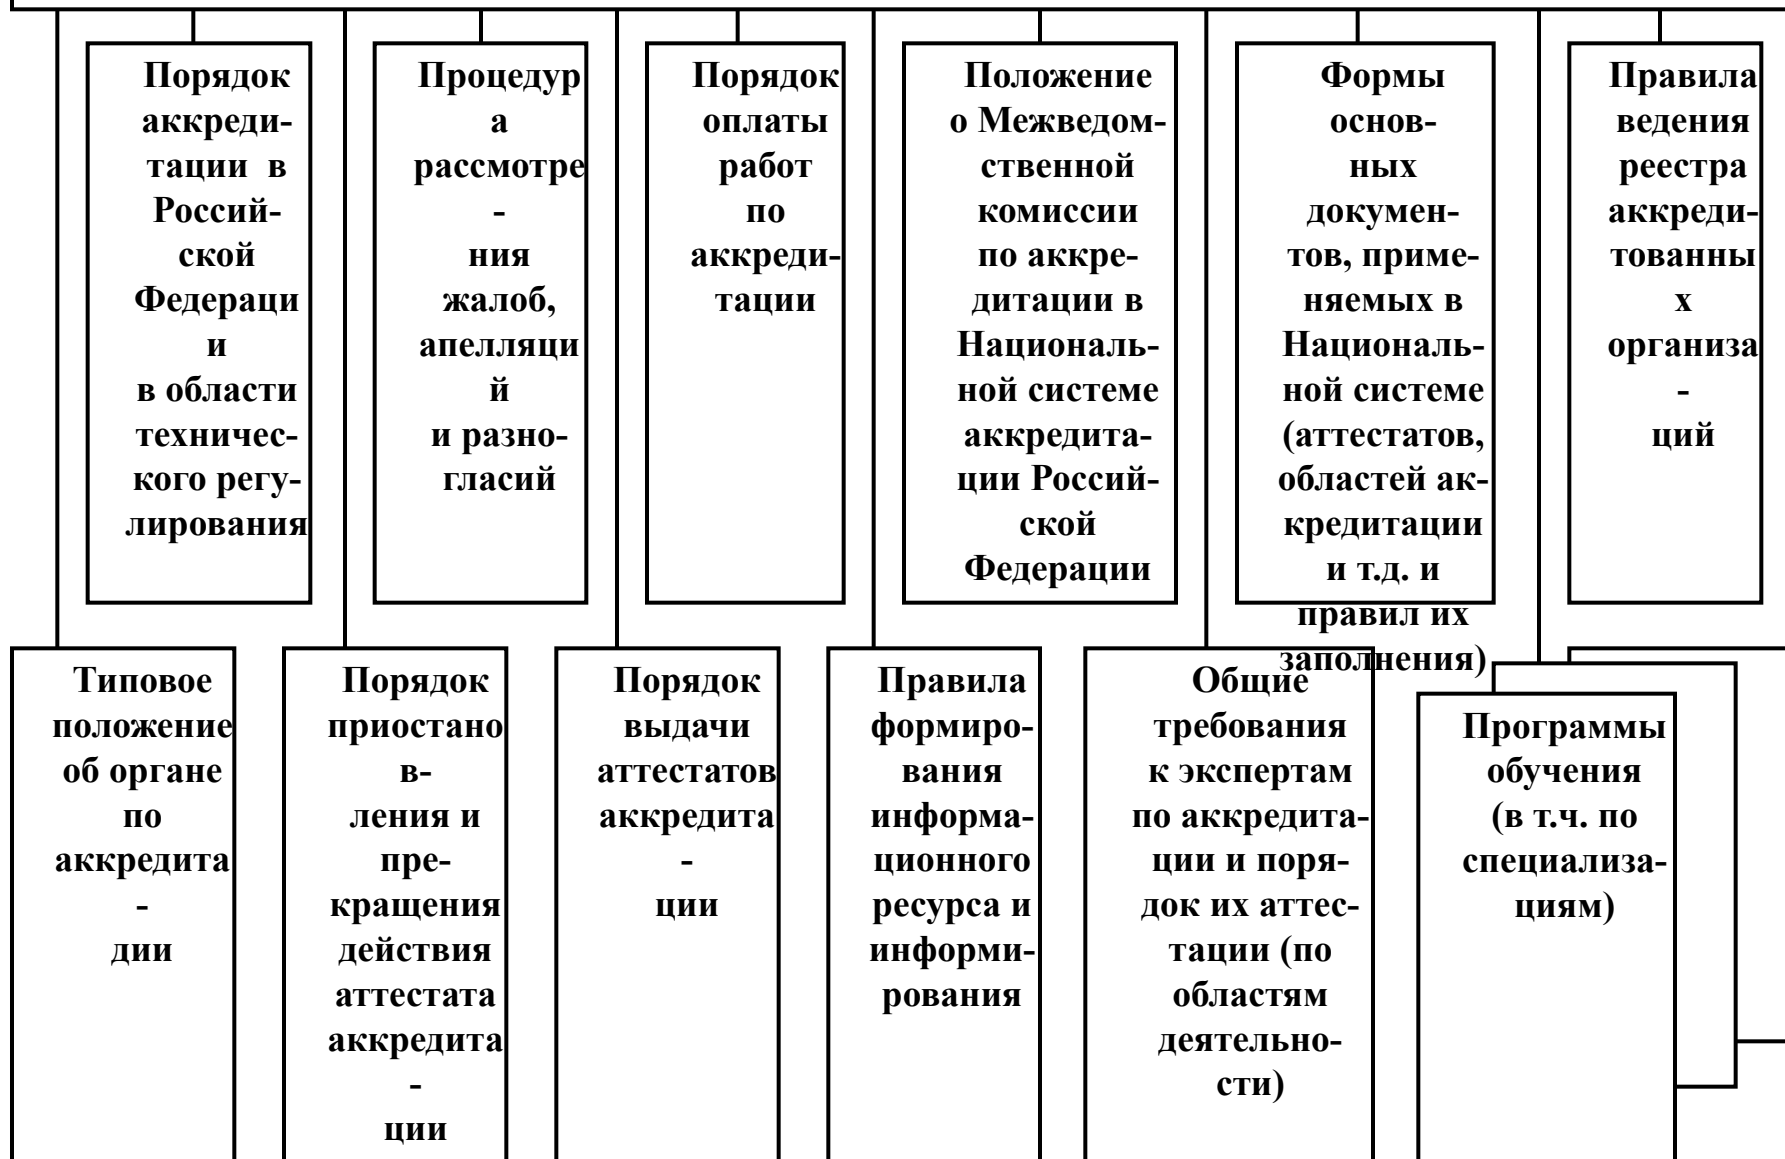 Порядок
аккреди-
тации в
Россий-
ской
Федераци
и
в области
техничес-
кого регу-
лирования
Процедур
а
рассмотре
-
ния
жалоб,
апелляци
й
и разно-
гласий
Порядок
оплаты
работ
по
аккреди-
тации
Положение
о Межведом-
ственной
комиссии
по аккре-
дитации в
Националь-
ной системе
аккредита-
ции Россий-
ской
Федерации
Формы
основ-
ных
докумен-
тов, приме-
няемых в
Националь-
ной системе
(аттестатов,
областей ак-
кредитации
и т.д. и
правил их
заполнения)
Правила
ведения
реестра
аккреди-
тованны
х
организа
-
ций
Типовое
положение
об органе
по
аккредита
-
дии
Порядок
приостано
в-
ления и
пре-
кращения
действия
аттестата
аккредита
-
ции
Порядок
выдачи
аттестатов
аккредита
-
ции
Правила
формиро-
вания
информа-
ционного
ресурса и
информи-
рования
Общие
требования
к экспертам
по аккредита-
ции и поря-
док их аттес-
тации (по
областям
деятельно-
сти)
Программы
обучения
(в т.ч. по
специализа-
циям)